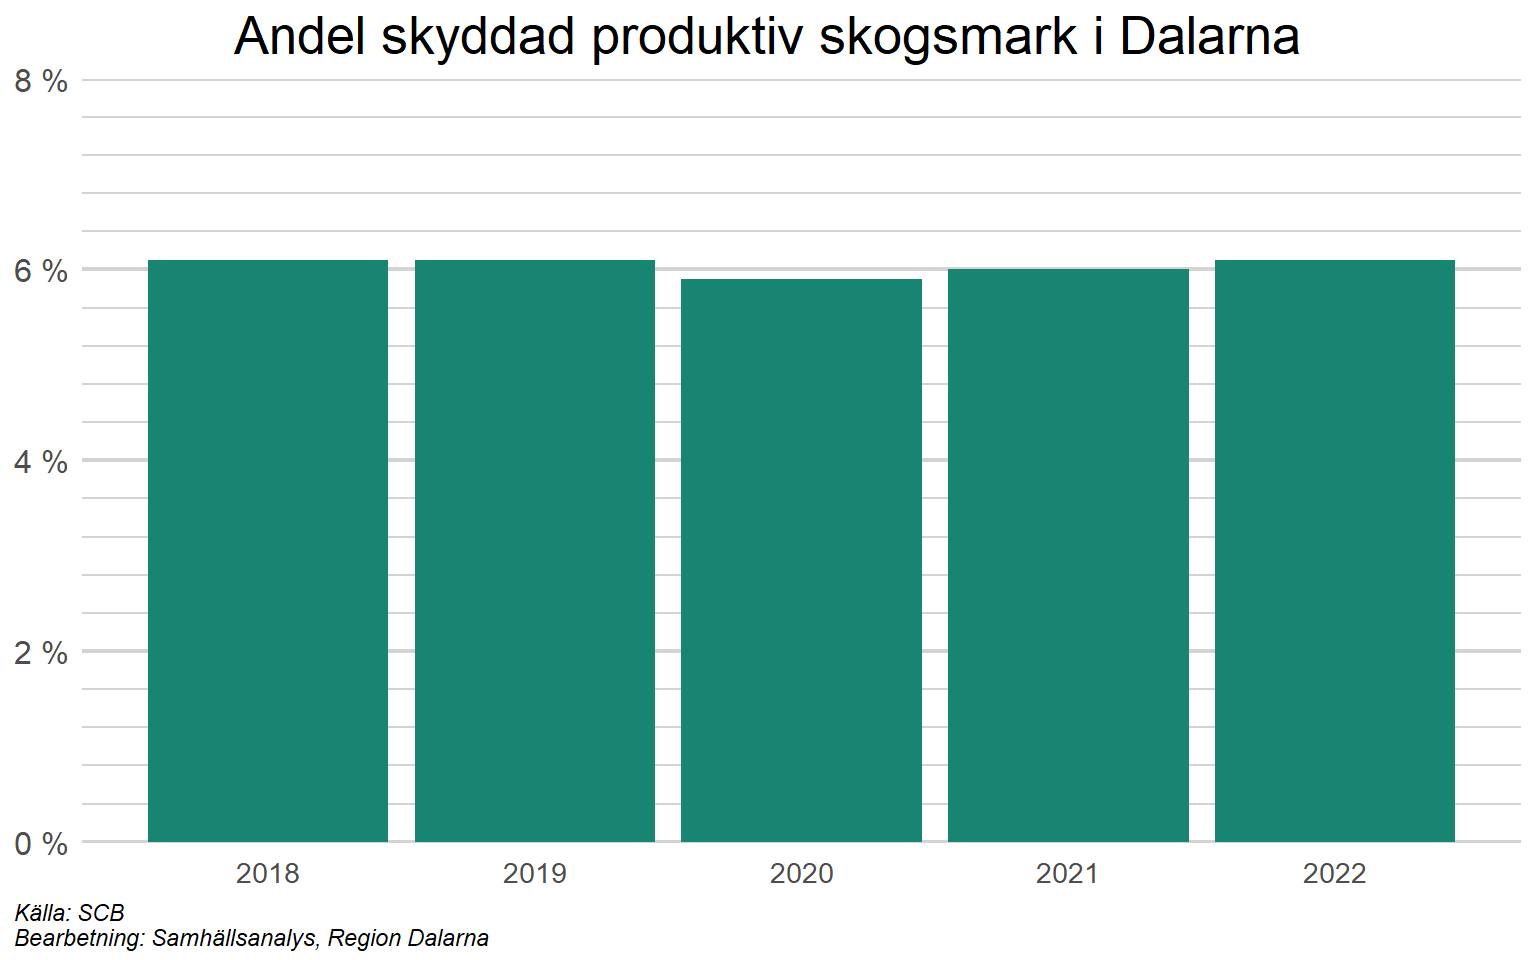 Andel skyddad produktiv skogsmark i Dalarna
8 %
6 %
4 %
2 %
0 %
2018 2019 2020 2021 2022
Källa: SCB
Bearbetning: Samhällsanalys, Region Dalarna